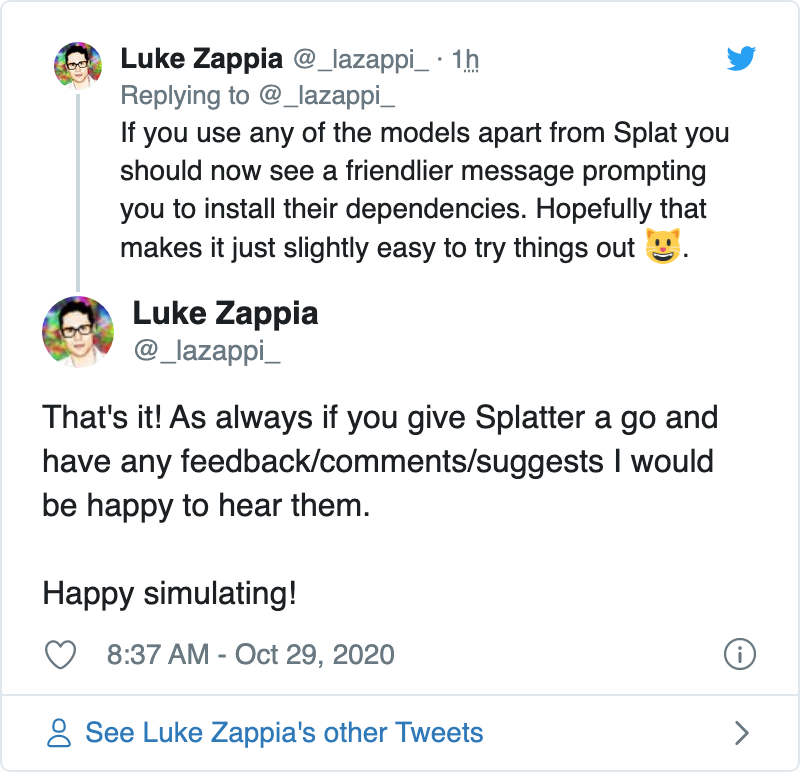 Luke Zappia @_lazappi_ · 1h
Replying to @_lazappi_
If you use any of the models apart from Splat you
should now see a friendlier message prompting
you to install their dependencies. Hopefully that
makes it just slightly easy to try things out 😺.
Luke Zappia
@_lazappi_
That's it! As always if you give Splatter a go and
have any feedback/comments/suggests I would
be happy to hear them.
Happy simulating!
8:37 AM - Oct 29, 2020
See Luke Zappia's other Tweets